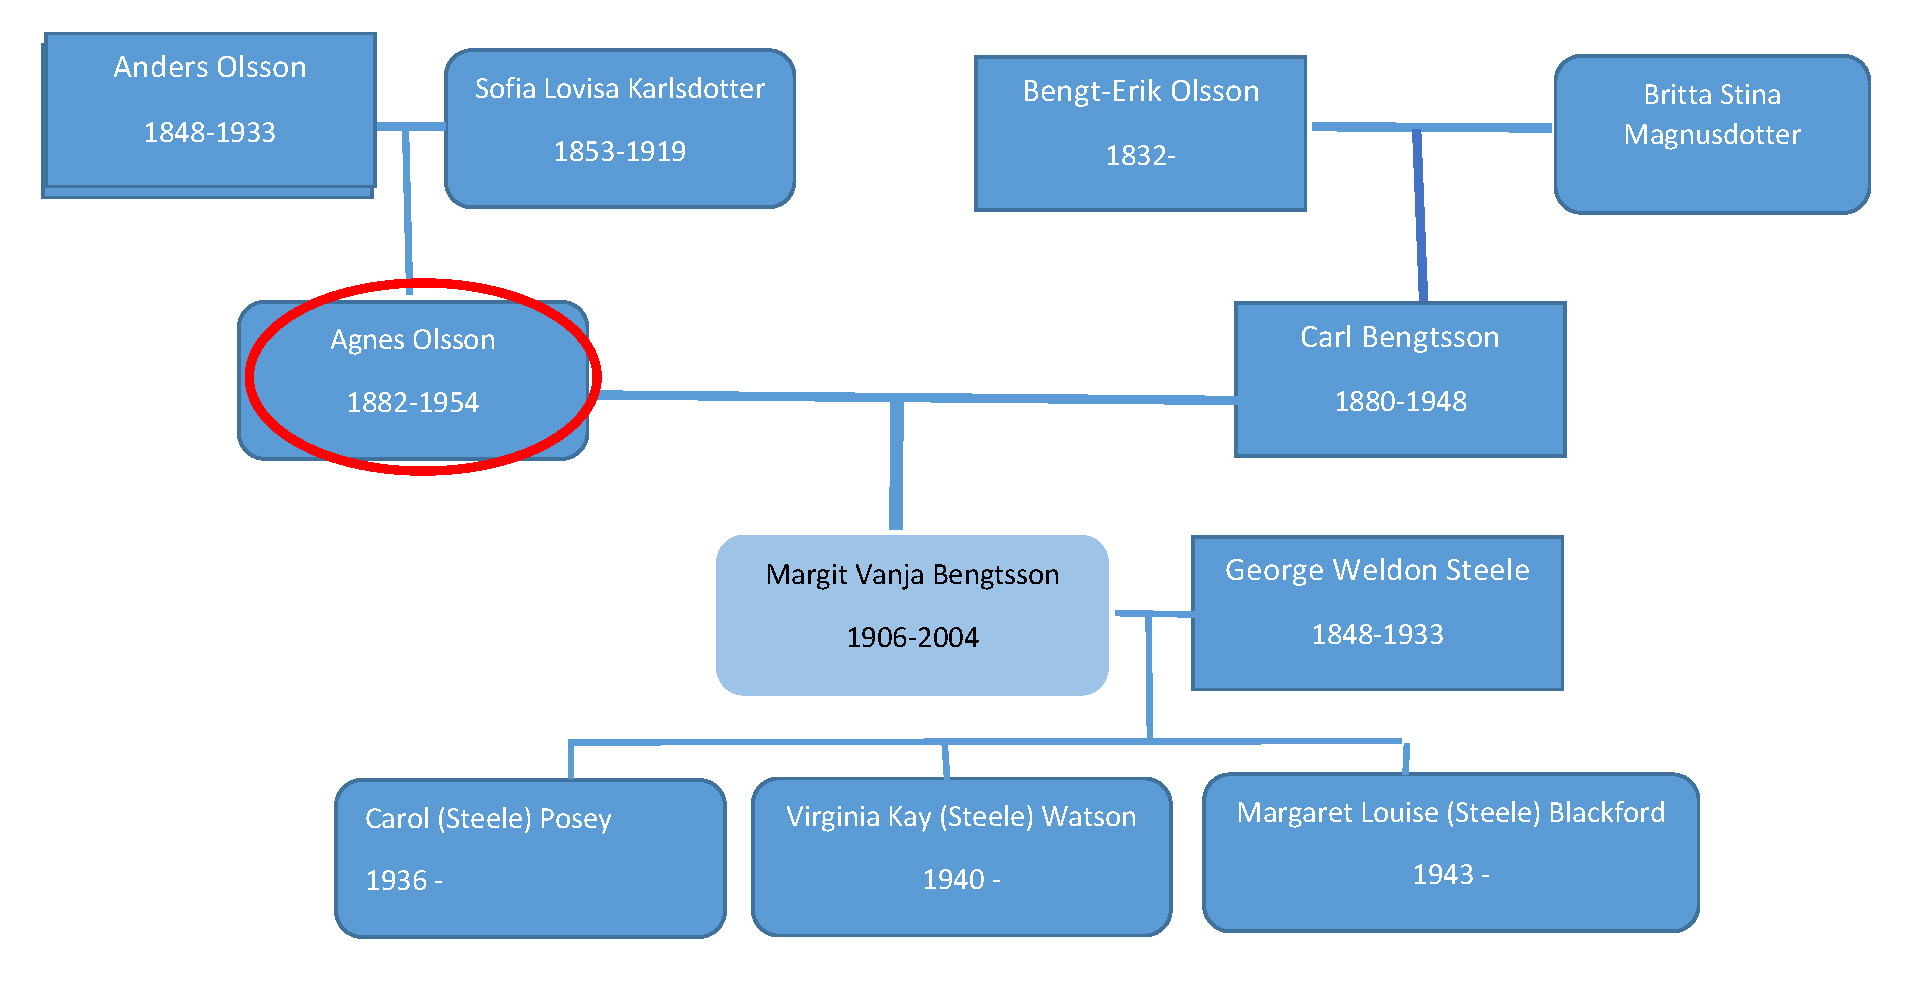 Anders Olsson
1848-1933
Sofia Lovisa Karlsdotter
1853-1919
Bengt-Erik Olsson
1832-
Britta Stina
Magnusdotter
Agnes Olsson
1882-1954
Carl Bengtsson
1880-1948
Margit Vanja Bengtsson
1906-2004
George Weldon Steele
1848-1933
Carol (Steele) Posey
1936 -
Virginia Kay (Steele) Watson
1940 -
Margaret Louise (Steele) Blackford
1943 -